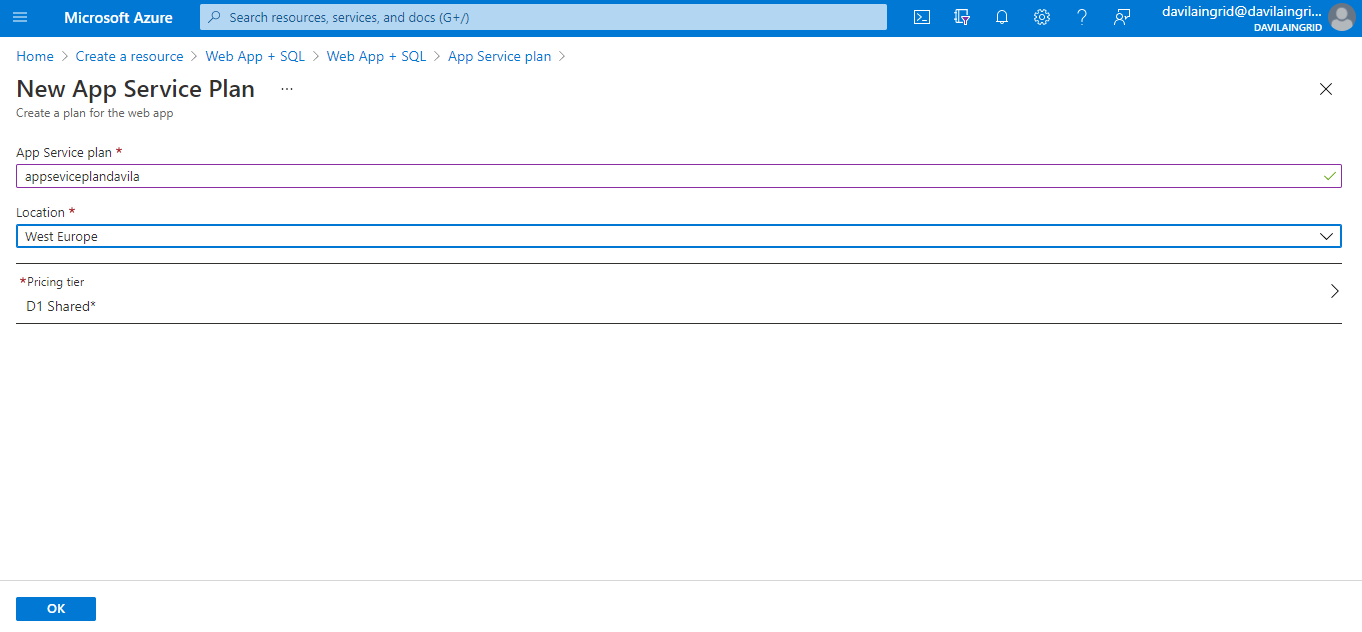 Microsoft Azure
Search resources, services, and docs (G+/)
davilaingrid@davilaingri...
DAVILAINGRID
Home > Create a resource > Web App + SQL > Web App + SQL > App Service plan >
New App Service Plan ...
Create a plan for the web app
App Service plan *
appseviceplandavila
Location *
West Europe
*Pricing tier
D1 Shared*
OK